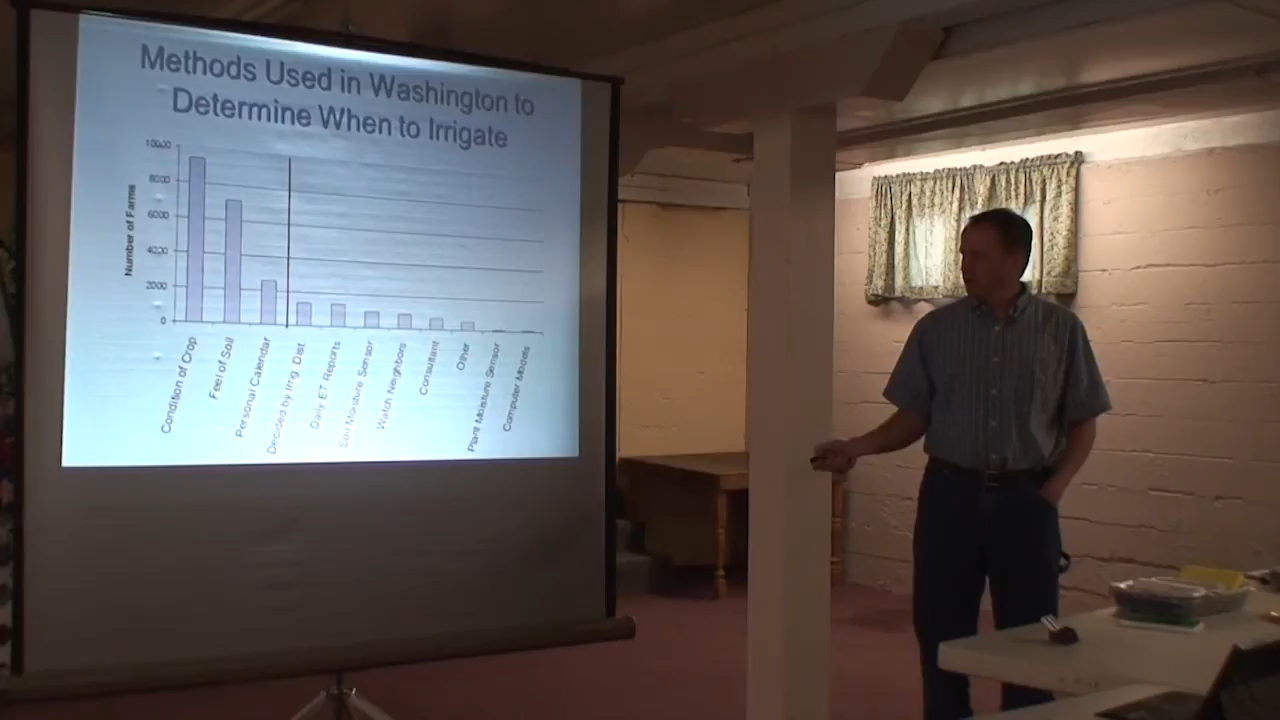 Methods Used in Washington to
Determine When to Irrigate
Number of Farms
10000
8000
6000
4000
2000
0
Condition of Crop
Feel of Soil
Personal Calendar
Decided by Irrig. Dist.
Daily ET Reports
Soil Moisture Sensor
Watch Neighbors
Consultant
Other
Plant Moisture Sensor
Computer Models